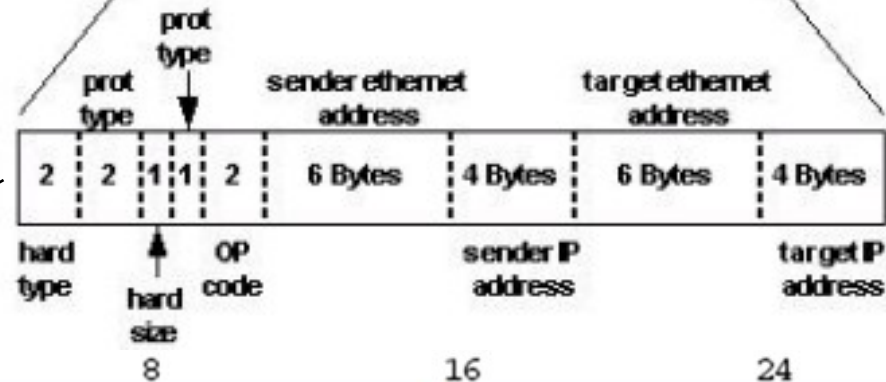 prot
type
prot
type
sender ethernet
address
target ethernet
address
2
2
1
1
2
6 Bytes
4 Bytes
6 Bytes
4 Bytes
hard
type
hard
size
OP
code
sender IP
address
target IP
address
8
16
24